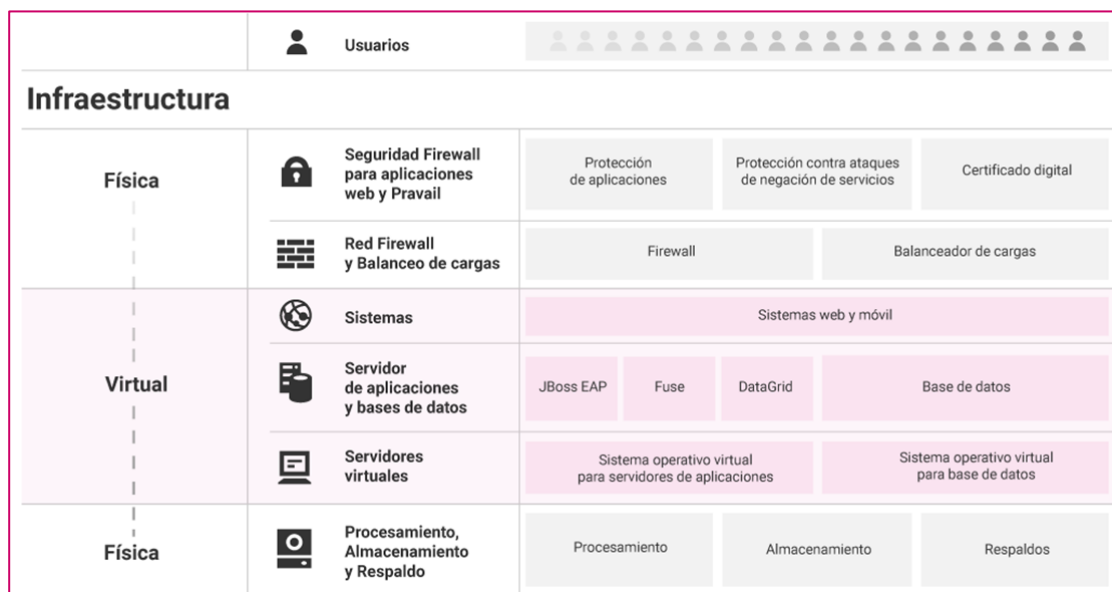 Usuarios
Infraestructura
Física
Seguridad Firewall
para aplicaciones
web y Pravail
Protección
de aplicaciones
Protección contra ataques
de negación de servicios
Certificado digital
Red Firewall
y Balanceo de cargas
Firewall
Balanceador de cargas
Virtual
Sistemas
Sistemas web y móvil
Servidor
de aplicaciones
y bases de datos
JBoss EAP
Fuse
DataGrid
Base de datos
Servidores
virtuales
Sistema operativo virtual
para servidores de aplicaciones
Sistema operativo virtual
para base de datos
Física
Procesamiento,
Almacenamiento
y Respaldo
Procesamiento
Almacenamiento
Respaldos